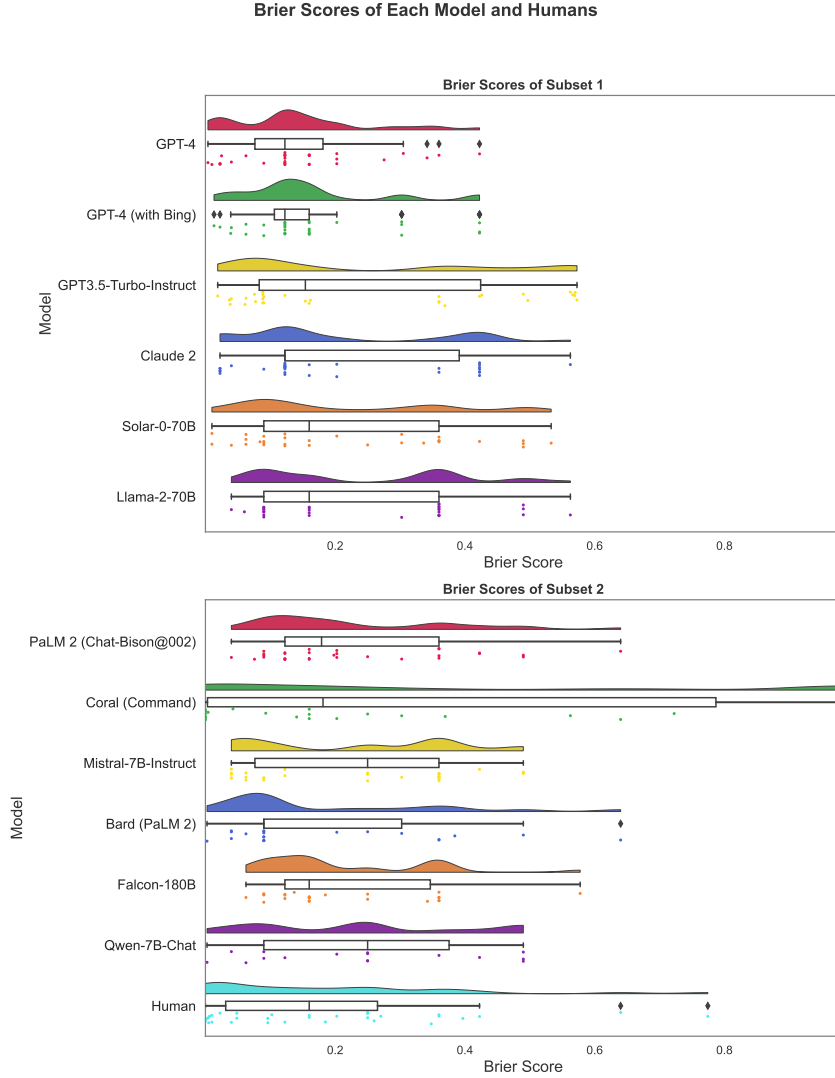 Brier Scores of Each Model and Humans
Brier Scores of Subset 1
GPT-4
GPT-4 (with Bing)
GPT3.5-Turbo-Instruct
Claude 2
Solar-0-70B
Llama-2-70B
Model
0.2 0.4 0.6 0.8
Brier Score
Brier Scores of Subset 2
PaLM 2 (Chat-Bison@002)
Coral (Command)
Mistral-7B-Instruct
Bard (PaLM 2)
Falcon-180B
Qwen-7B-Chat
Human
Model
0.2 0.4 0.6 0.8
Brier Score